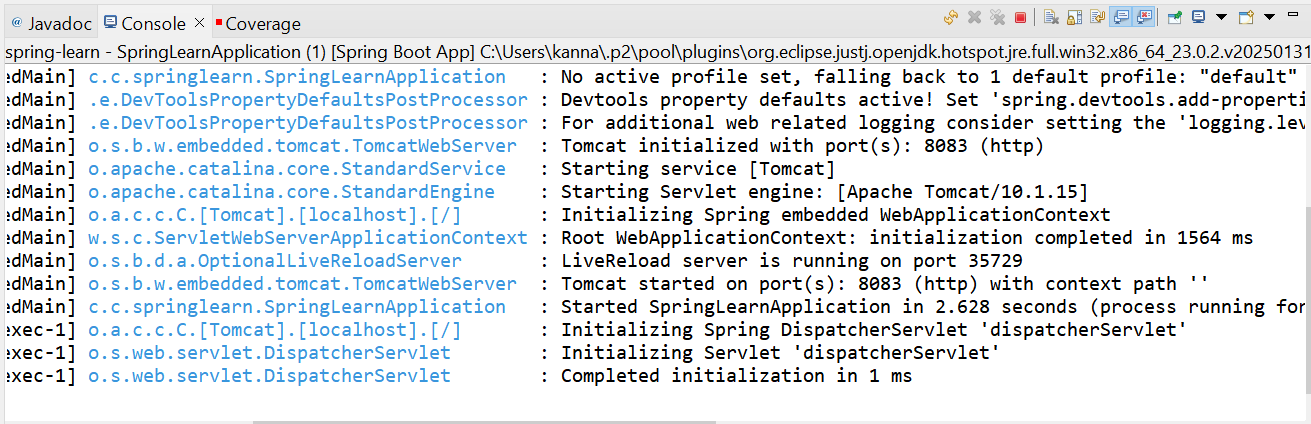 @ Javadoc Console × Coverage
spring-learn - SpringLearnApplication (1) [Spring Boot App] C:\Users\kanna\.p2\pool\plugins\org.eclipse.justj.openjdk.hotspot.jre.full.win32.x86_64_23.0.2.v20250131
edMain] c.c.springlearn.SpringLearnApplication : No active profile set, falling back to 1 default profile: "default"
edMain] .e.DevToolsPropertyDefaultsPostProcessor : Devtools property defaults active! Set 'spring.devtools.add-properti
edMain] .e.DevToolsPropertyDefaultsPostProcessor : For additional web related logging consider setting the 'logging.lev
edMain] o.s.b.w.embedded.tomcat.TomcatWebServer : Tomcat initialized with port(s): 8083 (http)
edMain] o.apache.catalina.core.StandardService : Starting service [Tomcat]
edMain] o.apache.catalina.core.StandardEngine : Starting Servlet engine: [Apache Tomcat/10.1.15]
edMain] o.a.c.c.C.[Tomcat].[localhost].[/] : Initializing Spring embedded WebApplicationContext
edMain] w.s.c.ServletWebServerApplicationContext : Root WebApplicationContext: initialization completed in 1564 ms
edMain] o.s.b.d.a.OptionalLiveReloadServer : LiveReload server is running on port 35729
edMain] o.s.b.w.embedded.tomcat.TomcatWebServer : Tomcat started on port(s): 8083 (http) with context path ''
edMain] c.c.springlearn.SpringLearnApplication : Started SpringLearnApplication in 2.628 seconds (process running for
exec-1] o.a.c.c.C.[Tomcat].[localhost].[/] : Initializing Spring DispatcherServlet 'dispatcherServlet'
exec-1] o.s.web.servlet.DispatcherServlet : Initializing Servlet 'dispatcherServlet'
exec-1] o.s.web.servlet.DispatcherServlet : Completed initialization in 1 ms